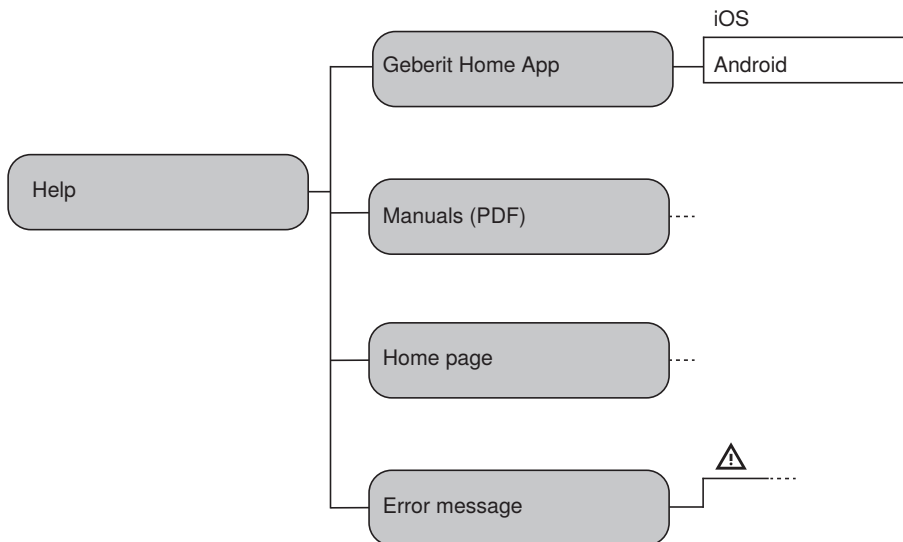 iOS
Geberit Home App
Android
Help
Manuals (PDF)
Home page
Error message